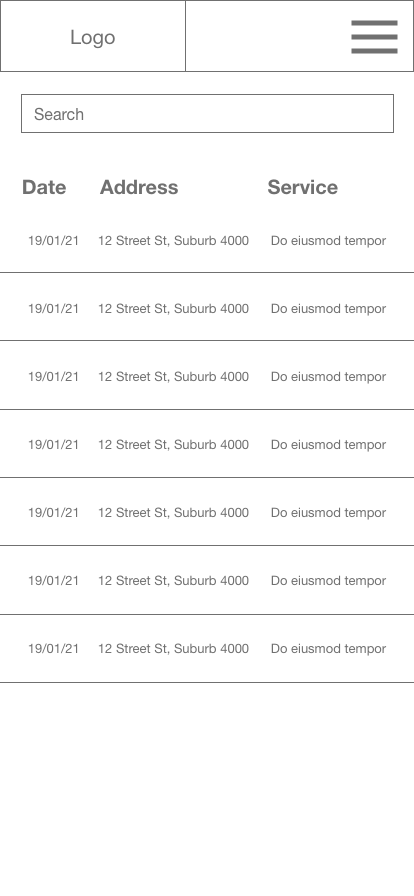 Logo
Search
Date Address Service
19/01/21 12 Street St, Suburb 4000 Do eiusmod tempor
19/01/21 12 Street St, Suburb 4000 Do eiusmod tempor
19/01/21 12 Street St, Suburb 4000 Do eiusmod tempor
19/01/21 12 Street St, Suburb 4000 Do eiusmod tempor
19/01/21 12 Street St, Suburb 4000 Do eiusmod tempor
19/01/21 12 Street St, Suburb 4000 Do eiusmod tempor
19/01/21 12 Street St, Suburb 4000 Do eiusmod tempor